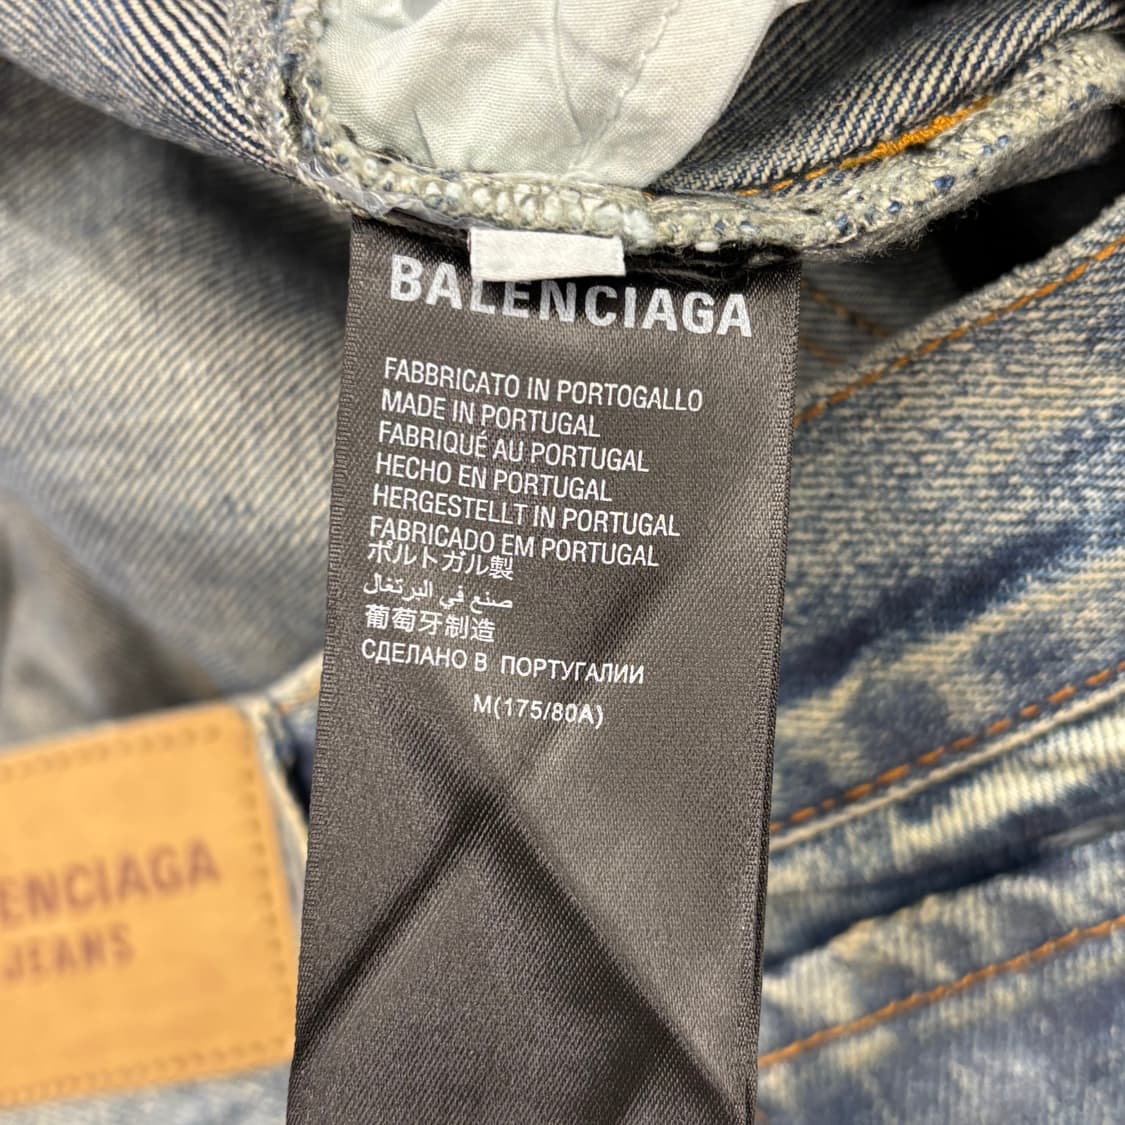 BALENCIAGA
FABBRICATO IN PORTOGALLO
MADE IN PORTUGAL
FABRIQUÉ AU PORTUGAL
HECHO EN PORTUGAL
HERGESTELLT IN PORTUGAL
FABRICADO EM PORTUGAL
ポルトガル製
صنع في البرتغال
葡萄牙制造
СДЕЛАНО В ПОРТУГАЛИИ
M(175/80A)
ENCIAGA
JEANS